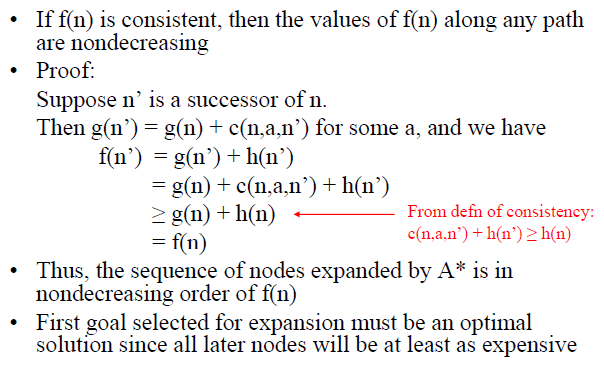 • If f(n) is consistent, then the values of f(n) along any path
are nondecreasing
• Proof:
Suppose n’ is a successor of n.
Then g(n’) = g(n) + c(n,a,n’) for some a, and we have
f(n’) = g(n’) + h(n’)
= g(n) + c(n,a,n’) + h(n’)
≥ g(n) + h(n)
From defn of consistency:
c(n,a,n’) + h(n’) ≥ h(n)
= f(n)
• Thus, the sequence of nodes expanded by A* is in
nondecreasing order of f(n)
• First goal selected for expansion must be an optimal
solution since all later nodes will be at least as expensive